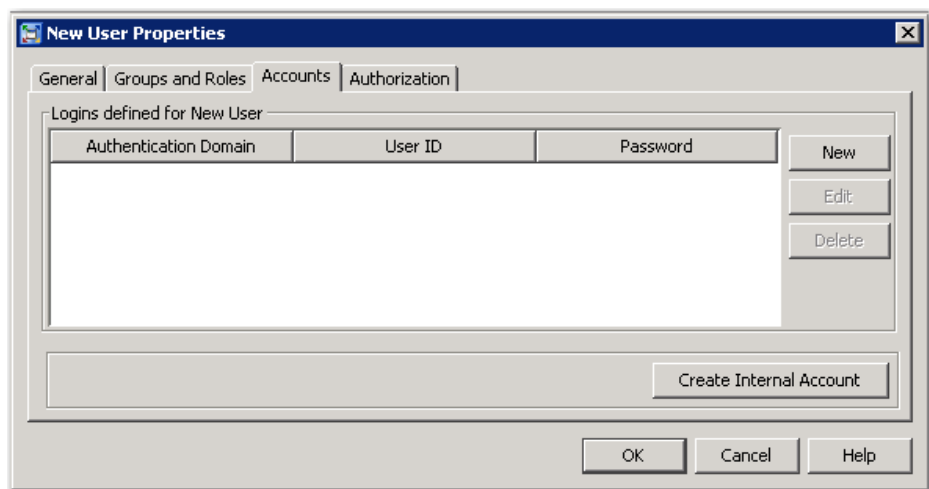 New User Properties
General Groups and Roles Accounts Authorization
Logins defined for New User
Authentication Domain User ID Password
New
Edit
Delete
Create Internal Account
OK Cancel Help